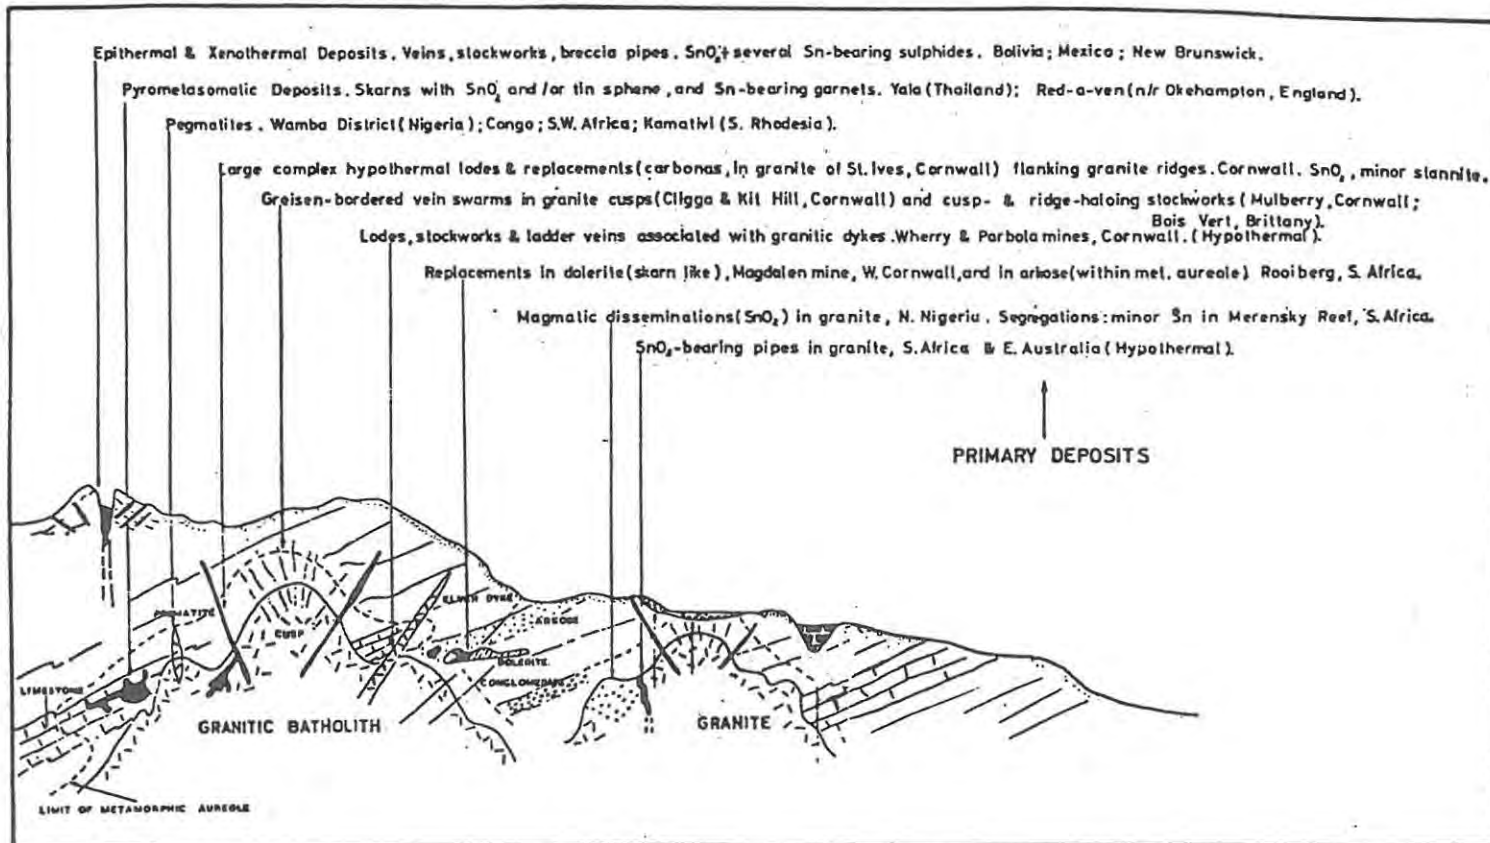 Epithermal & Xenothermal Deposits. Veins, stockworks, breccia pipes. SnO₂+ several Sn-bearing sulphides. Bolivia; Mexico; New Brunswick.
Pyrometasomatic Deposits. Skarns with SnO₂ and/or tin sphene, and Sn-bearing garnets. Yala (Thailand); Red-a-ven (n/r Okehampton, England).
Pegmatites. Wamba District (Nigeria); Congo; S.W. Africa; Kamativi (S. Rhodesia).
Large complex hypothermal lodes & replacements (carbonas, in granite of St. Ives, Cornwall) flanking granite ridges. Cornwall. SnO₂, minor stannite.
Greisen-bordered vein swarms in granite cusps (Cligga & Kit Hill, Cornwall) and cusp- & ridge-haloing stockworks (Mulberry, Cornwall;
Bois Vert, Brittany).
Lodes, stockworks & ladder veins associated with granitic dykes. Wherry & Parbola mines, Cornwall. (Hypothermal).
Replacements in dolerite (skarn like), Magdalen mine, W. Cornwall, and in arkose (within met. aureole) Rooiberg, S. Africa.
Magmatic disseminations (SnO₂) in granite, N. Nigeria. Segregations: minor Sn in Merensky Reef, S. Africa.
SnO₂-bearing pipes in granite, S. Africa & E. Australia (Hypothermal).
PRIMARY DEPOSITS
PEGMATITE
CUSP
ELVAN DYKE
ARKOSE
DOLERITE
CONGLOMERATE
LIMESTONE
GRANITIC BATHOLITH
GRANITE
LIMIT OF METAMORPHIC AUREOLE